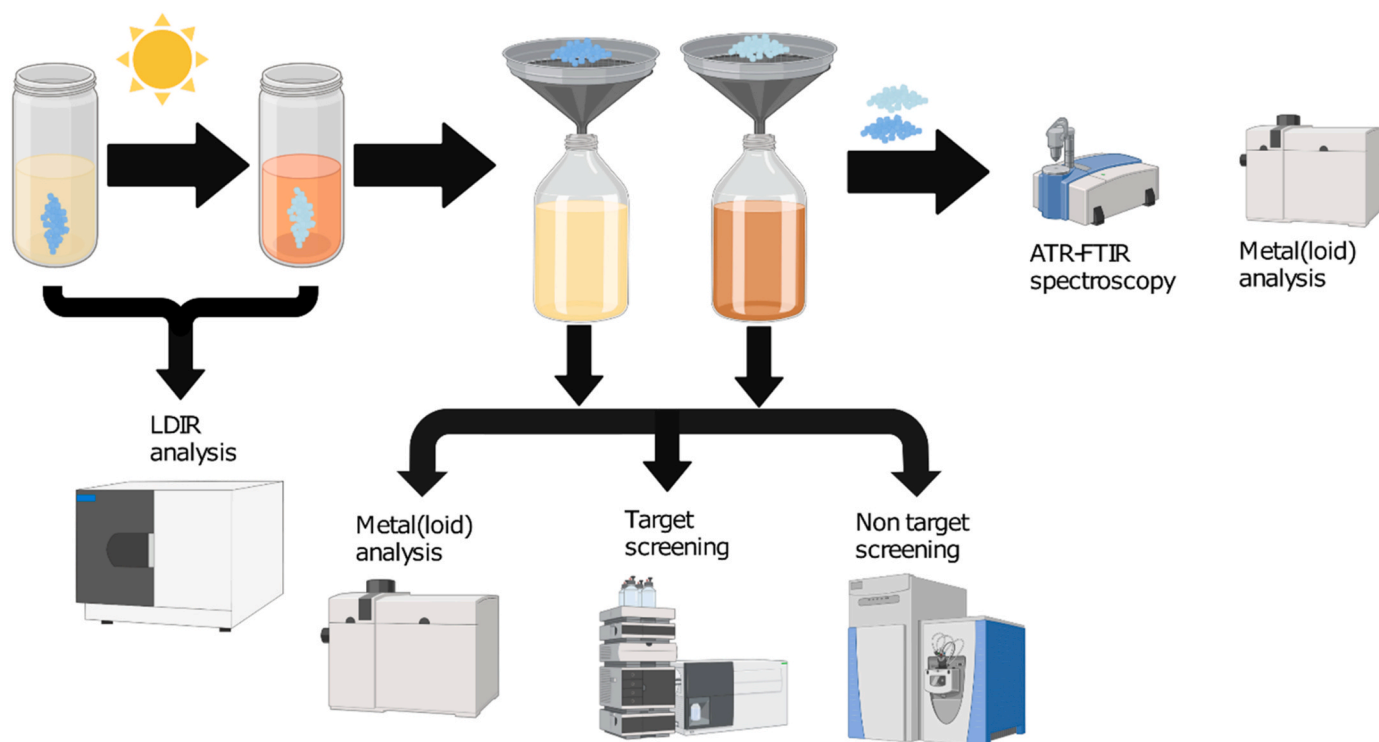 ATR-FTIR
spectroscopy
Metal(loid)
analysis
LDIR
analysis
Metal(loid)
analysis
Target
screening
Non target
screening